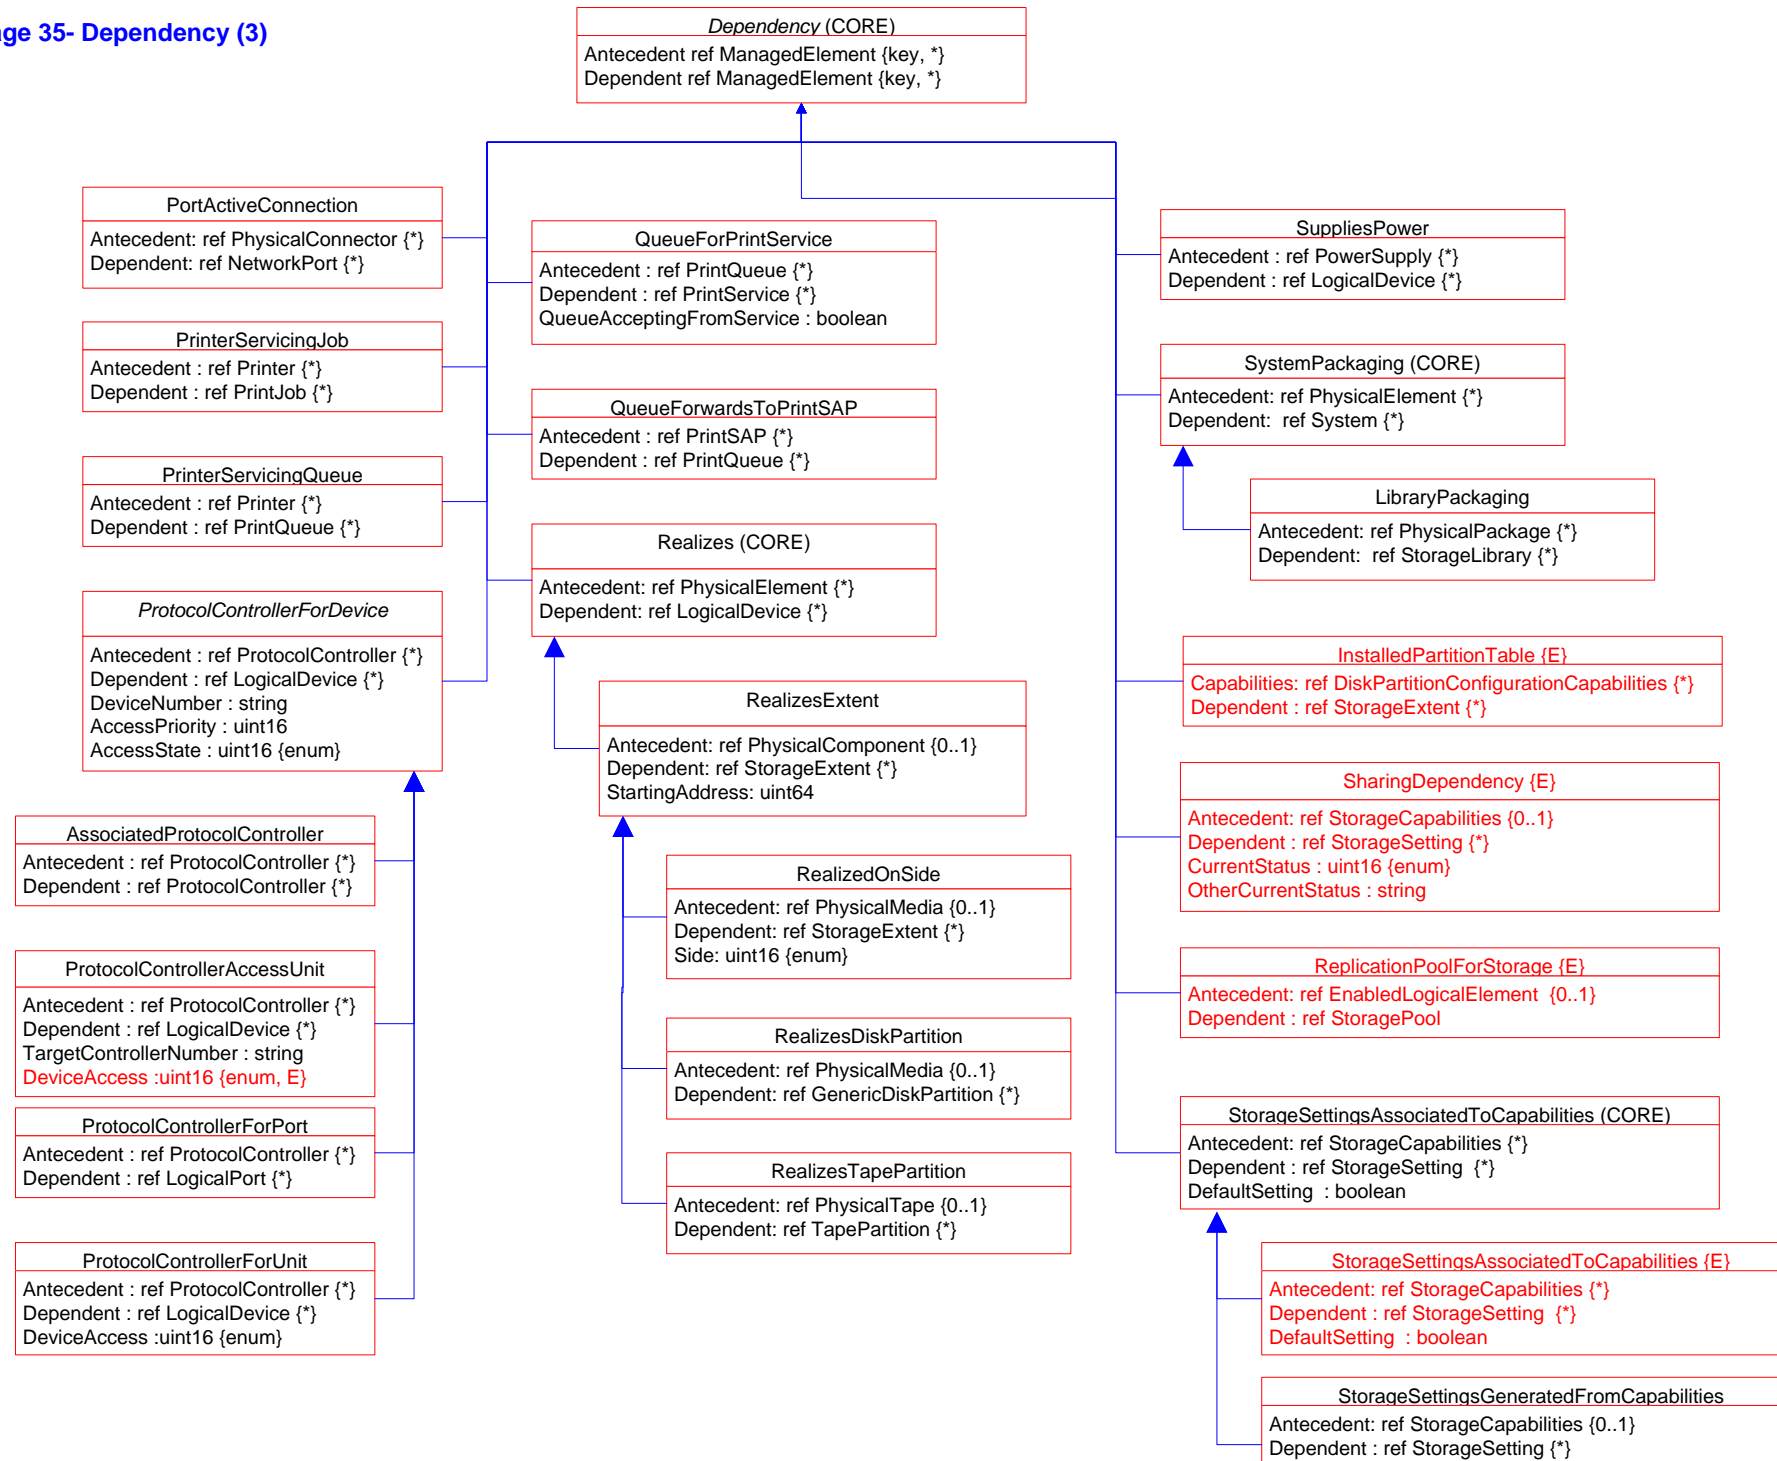 age 35- Dependency (3)
Dependency (CORE)
Antecedent ref ManagedElement {key, *}
Dependent ref ManagedElement {key, *}
PortActiveConnection
Antecedent: ref PhysicalConnector {*}
Dependent: ref NetworkPort {*}
PrinterServicingJob
Antecedent : ref Printer {*}
Dependent : ref PrintJob {*}
PrinterServicingQueue
Antecedent : ref Printer {*}
Dependent : ref PrintQueue {*}
ProtocolControllerForDevice
Antecedent : ref ProtocolController {*}
Dependent : ref LogicalDevice {*}
DeviceNumber : string
AccessPriority : uint16
AccessState : uint16 {enum}
AssociatedProtocolController
Antecedent : ref ProtocolController {*}
Dependent : ref ProtocolController {*}
ProtocolControllerAccessUnit
Antecedent : ref ProtocolController {*}
Dependent : ref LogicalDevice {*}
TargetControllerNumber : string
DeviceAccess :uint16 {enum, E}
ProtocolControllerForPort
Antecedent : ref ProtocolController {*}
Dependent : ref LogicalPort {*}
ProtocolControllerForUnit
Antecedent : ref ProtocolController {*}
Dependent : ref LogicalDevice {*}
DeviceAccess :uint16 {enum}
QueueForPrintService
Antecedent : ref PrintQueue {*}
Dependent : ref PrintService {*}
QueueAcceptingFromService : boolean
QueueForwardsToPrintSAP
Antecedent : ref PrintSAP {*}
Dependent : ref PrintQueue {*}
Realizes (CORE)
Antecedent: ref PhysicalElement {*}
Dependent: ref LogicalDevice {*}
RealizesExtent
Antecedent: ref PhysicalComponent {0..1}
Dependent: ref StorageExtent {*}
StartingAddress: uint64
RealizedOnSide
Antecedent: ref PhysicalMedia {0..1}
Dependent: ref StorageExtent {*}
Side: uint16 {enum}
RealizesDiskPartition
Antecedent: ref PhysicalMedia {0..1}
Dependent: ref GenericDiskPartition {*}
RealizesTapePartition
Antecedent: ref PhysicalTape {0..1}
Dependent: ref TapePartition {*}
SuppliesPower
Antecedent : ref PowerSupply {*}
Dependent : ref LogicalDevice {*}
SystemPackaging (CORE)
Antecedent: ref PhysicalElement {*}
Dependent:  ref System {*}
LibraryPackaging
Antecedent: ref PhysicalPackage {*}
Dependent:  ref StorageLibrary {*}
InstalledPartitionTable {E}
Capabilities: ref DiskPartitionConfigurationCapabilities {*}
Dependent : ref StorageExtent {*}
SharingDependency {E}
Antecedent: ref StorageCapabilities {0..1}
Dependent : ref StorageSetting {*}
CurrentStatus : uint16 {enum}
OtherCurrentStatus : string
ReplicationPoolForStorage {E}
Antecedent: ref EnabledLogicalElement  {0..1}
Dependent : ref StoragePool
StorageSettingsAssociatedToCapabilities (CORE)
Antecedent: ref StorageCapabilities {*}
Dependent : ref StorageSetting  {*}
DefaultSetting  : boolean
StorageSettingsAssociatedToCapabilities {E}
Antecedent: ref StorageCapabilities {*}
Dependent : ref StorageSetting  {*}
DefaultSetting  : boolean
StorageSettingsGeneratedFromCapabilities
Antecedent: ref StorageCapabilities {0..1}
Dependent : ref StorageSetting {*}